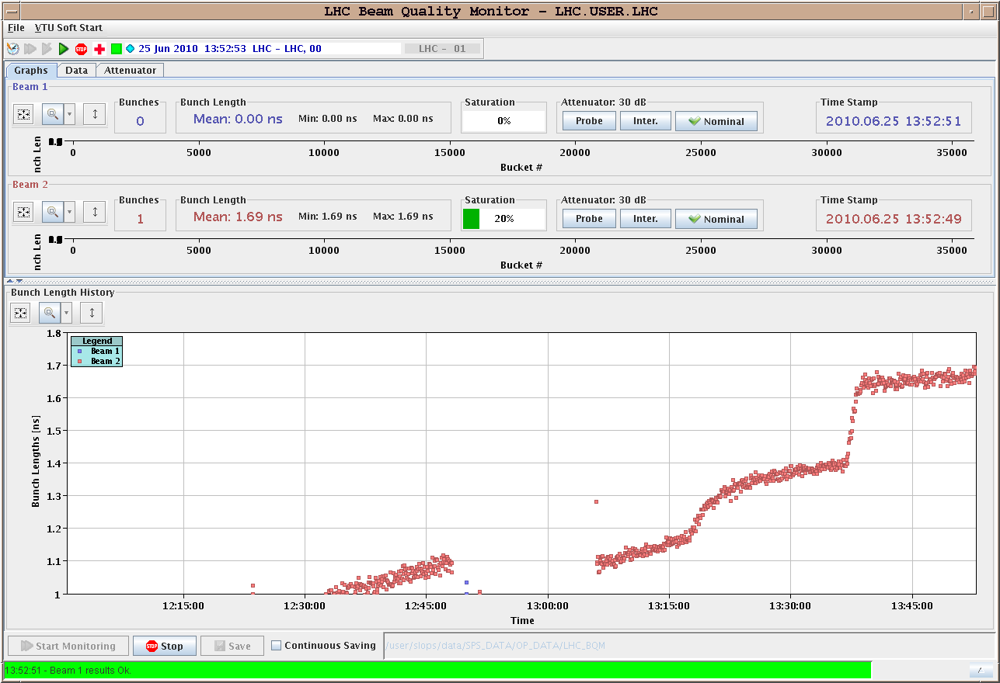 LHC Beam Quality Monitor - LHC.USER.LHC
File VTU Soft Start
STOP 25 Jun 2010 13:52:53 LHC - LHC, 00 LHC - 01
Graphs Data Attenuator
Beam 1
Bunches Bunch Length Saturation Attenuator: 30 dB Time Stamp
0 Mean: 0.00 ns Min: 0.00 ns Max: 0.00 ns 0% Probe Inter. Nominal 2010.06.25 13:52:51
nch Len
0 5000 10000 15000 20000 25000 30000 35000
Bucket #
Beam 2
Bunches Bunch Length Saturation Attenuator: 30 dB Time Stamp
1 Mean: 1.69 ns Min: 1.69 ns Max: 1.69 ns 20% Probe Inter. Nominal 2010.06.25 13:52:49
nch Len
0 5000 10000 15000 20000 25000 30000 35000
Bucket #
Bunch Length History
Legend
Beam 1
Beam 2
Bunch Lengths [ns]
1.8
1.7
1.6
1.5
1.4
1.3
1.2
1.1
1
12:15:00 12:30:00 12:45:00 13:00:00 13:15:00 13:30:00 13:45:00
Time
Start Monitoring STOP Stop Save Continuous Saving /user/slops/data/SPS_DATA/OP_DATA/LHC_BQM
13:52:51 - Beam 1 results Ok.